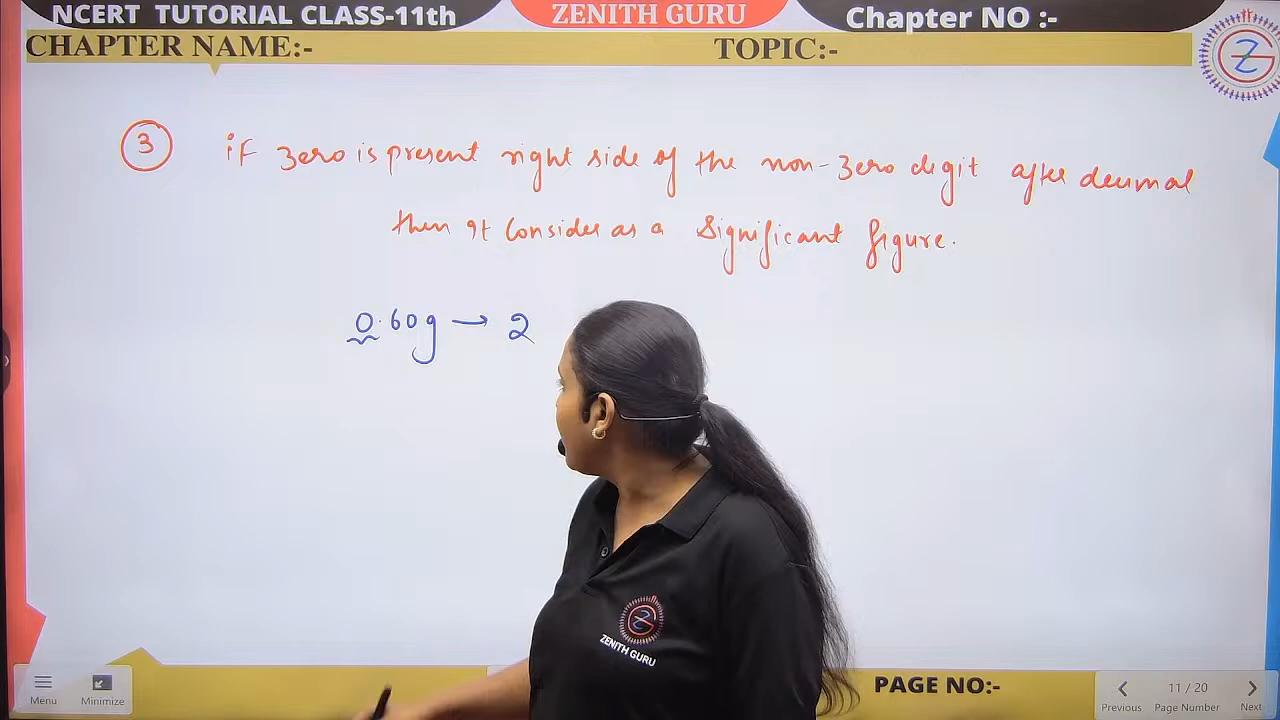 NCERT TUTORIAL CLASS-11th
ZENITH GURU
Chapter NO :-
CHAPTER NAME:-
TOPIC:-
3 if zero is present right side of the non-zero digit after decimal
then it consider as a significant figure.
0.60g → 2
ZENITH GURU
PAGE NO:-
Menu
Minimize
11 / 20
Previous
Page Number
Next